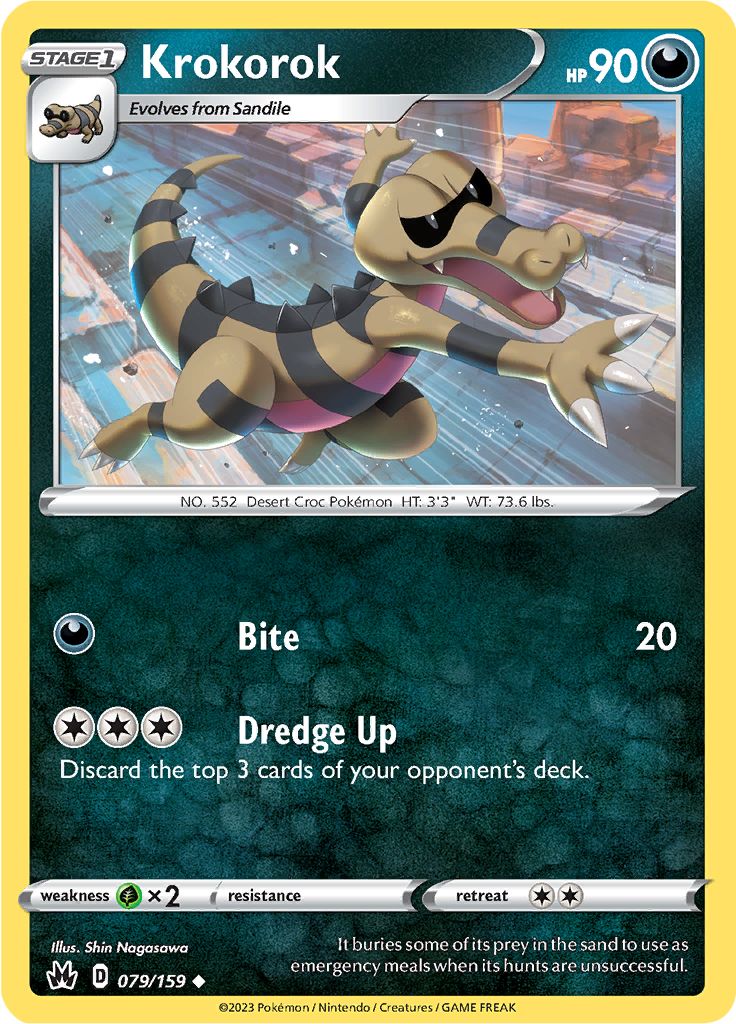 STAGE1
Krokorok
HP90
Evolves from Sandile
NO. 552 Desert Croc Pokémon HT: 3'3" WT: 73.6 lbs.
Bite 20
Dredge Up
Discard the top 3 cards of your opponent's deck.
weakness ×2 resistance retreat
Illus. Shin Nagasawa
It buries some of its prey in the sand to use as
emergency meals when its hunts are unsuccessful.
D 079/159
©2023 Pokémon / Nintendo / Creatures / GAME FREAK